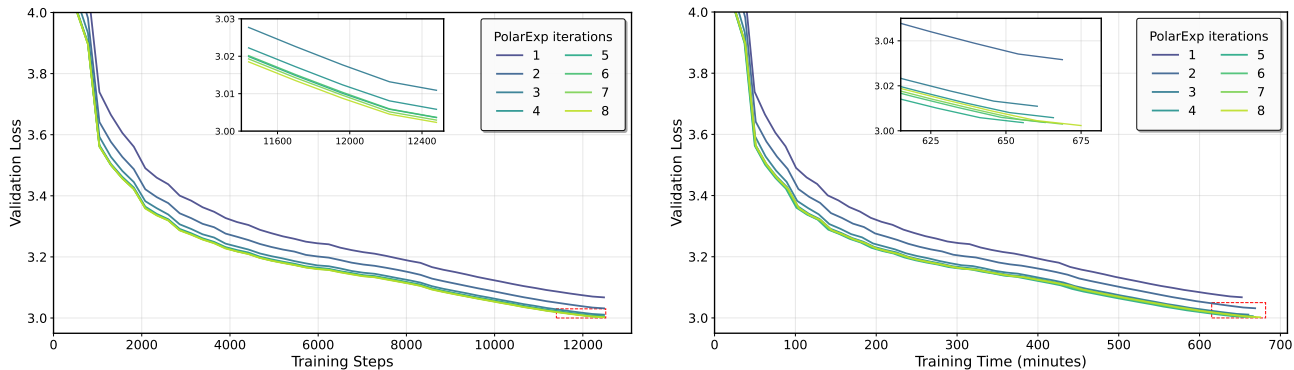 4.0
3.8
3.6
3.4
3.2
3.0
Validation Loss
0 2000 4000 6000 8000 10000 12000
Training Steps
3.03
3.02
3.01
3.00
11600 12000 12400
PolarExp iterations
1 5
2 6
3 7
4 8
4.0
3.8
3.6
3.4
3.2
3.0
Validation Loss
0 100 200 300 400 500 600 700
Training Time (minutes)
3.04
3.02
3.00
625 650 675
PolarExp iterations
1 5
2 6
3 7
4 8